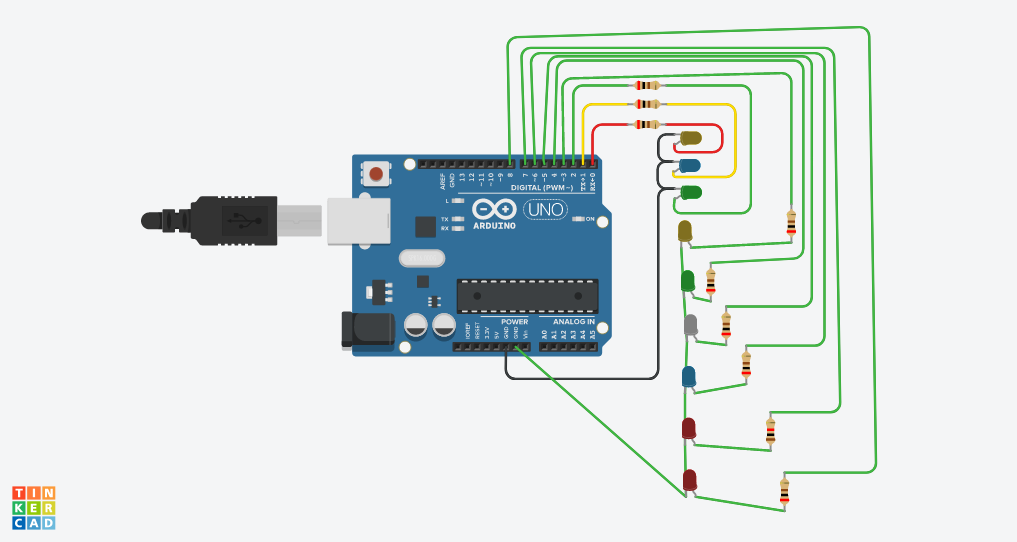 AREF
GND
13
12
~11
~10
~9
8
7
~6
~5
4
~3
2
TX→1
RX←0
DIGITAL (PWM~)
L
TX
RX
ARDUINO
UNO
ON
POWER
ANALOG IN
IOREF
RESET
3.3V
5V
GND
GND
Vin
A0
A1
A2
A3
A4
A5
TIN
KER
CAD